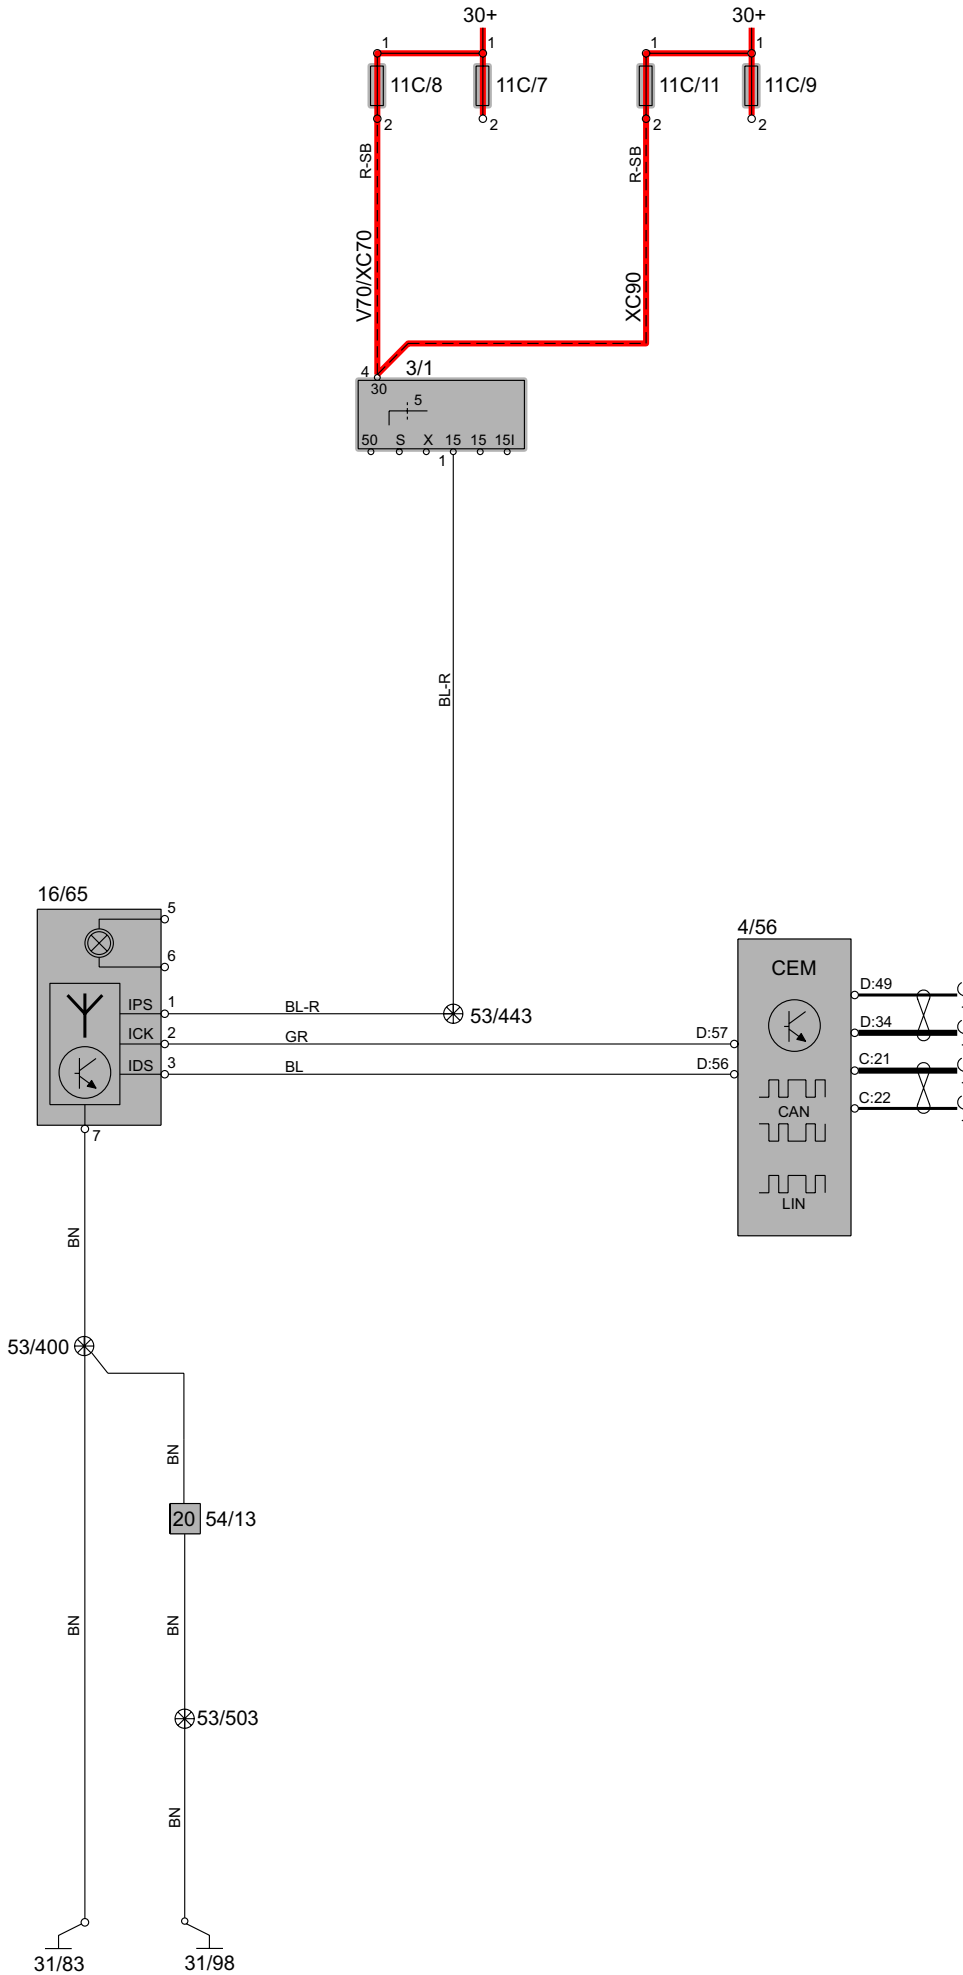 30+ 30+
1 1 1 1
11C/8 11C/7 11C/11 11C/9
2 2 2 2
R-SB R-SB
V70/XC70 XC90
4 3/1
30
5
50 S X 15 15 15I
1
BL-R
16/65
5
4/56
6
CEM
D:49
IPS 1 BL-R 53/443
D:34
ICK 2 GR D:57
IDS 3 BL D:56
C:21
C:22
CAN
7
LIN
BN
53/400
BN
20 54/13
BN BN
53/503
BN
31/83 31/98